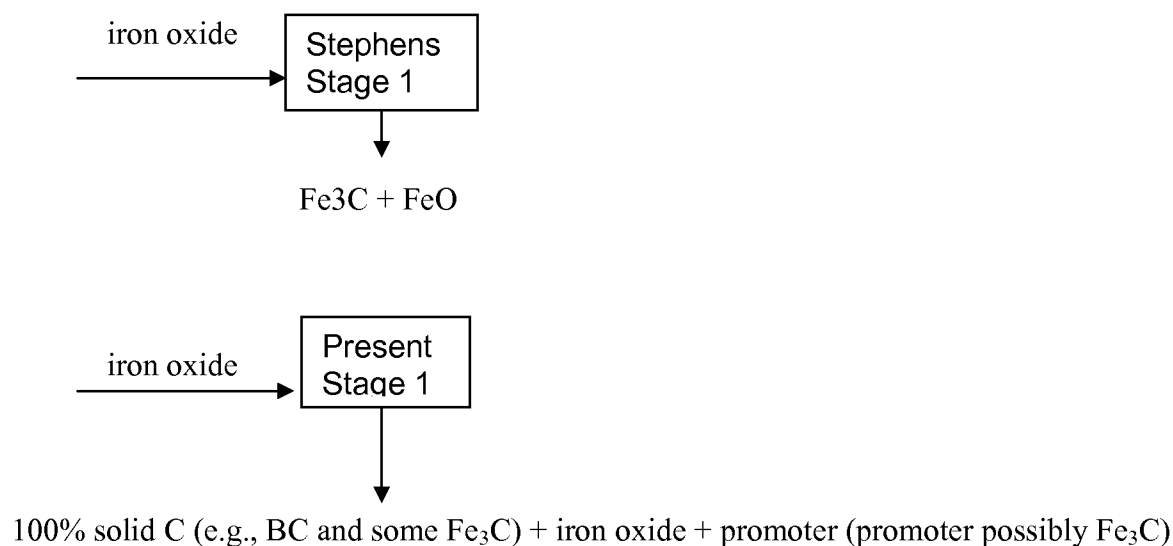 iron oxide
Stephens
Stage 1
Fe3C + FeO
iron oxide
Present
Stage 1
100% solid C (e.g., BC and some Fe₃C) + iron oxide + promoter (promoter possibly Fe₃C)